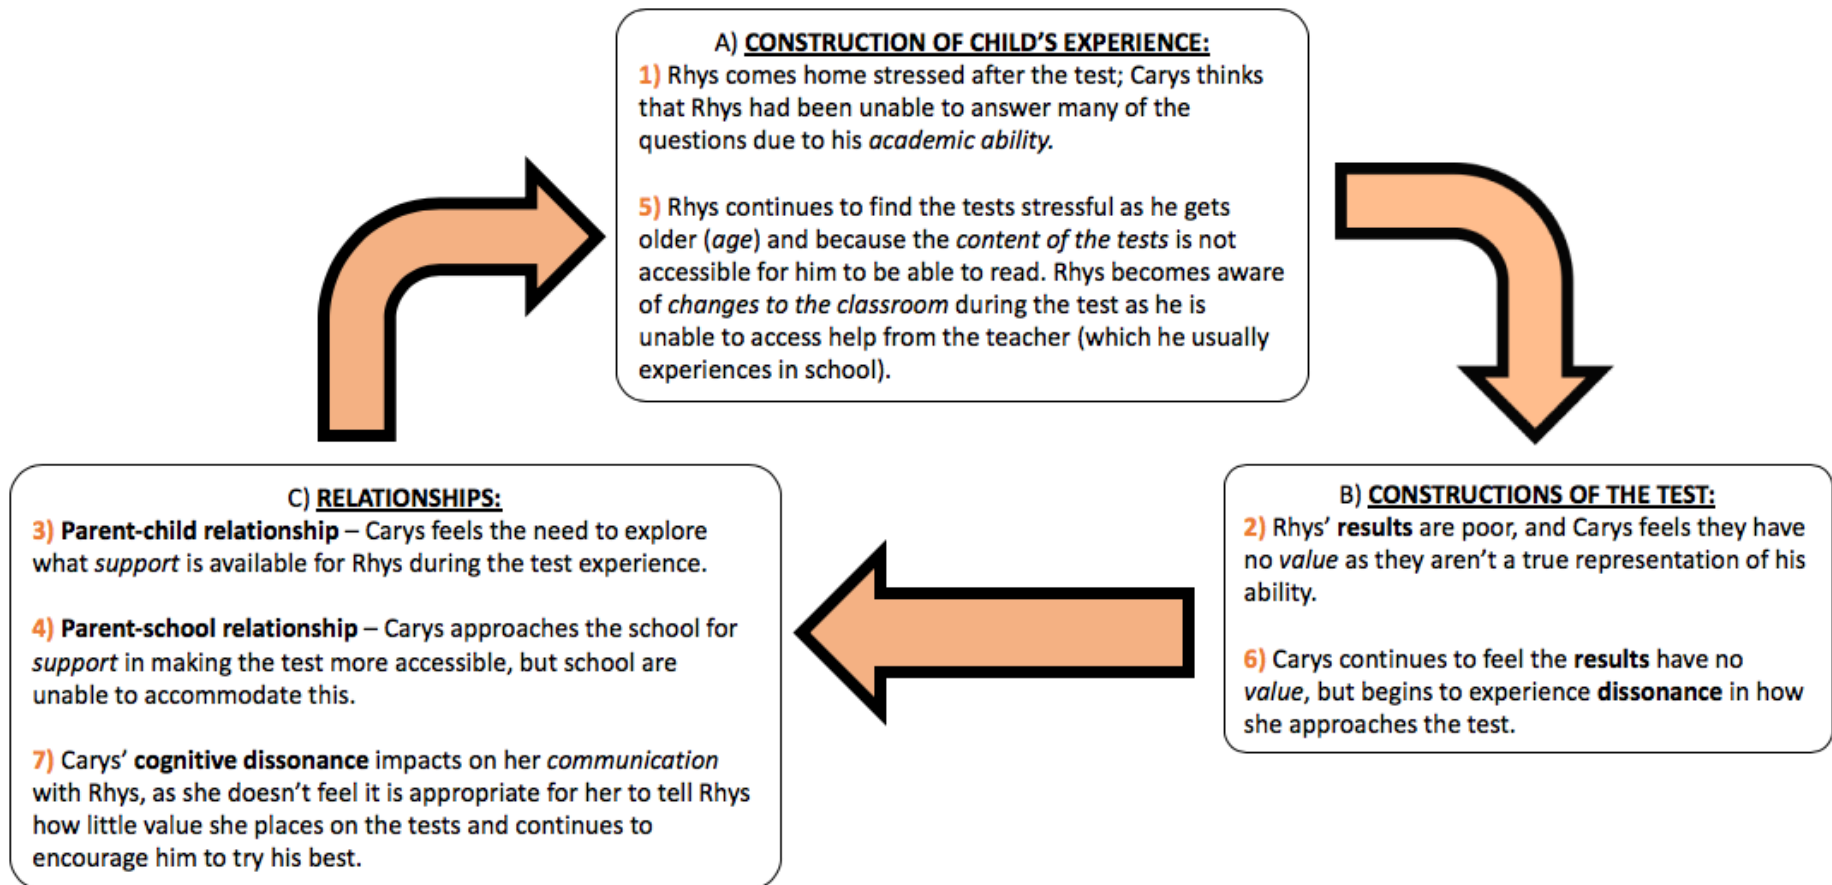 A) CONSTRUCTION OF CHILD'S EXPERIENCE:
1) Rhys comes home stressed after the test; Carys thinks
that Rhys had been unable to answer many of the
questions due to his academic ability.
5) Rhys continues to find the tests stressful as he gets
older (age) and because the content of the tests is not
accessible for him to be able to read. Rhys becomes aware
of changes to the classroom during the test as he is
unable to access help from the teacher (which he usually
experiences in school).
B) CONSTRUCTIONS OF THE TEST:
2) Rhys' results are poor, and Carys feels they have
no value as they aren't a true representation of his
ability.
6) Carys continues to feel the results have no
value, but begins to experience dissonance in how
she approaches the test.
C) RELATIONSHIPS:
3) Parent-child relationship – Carys feels the need to explore
what support is available for Rhys during the test experience.
4) Parent-school relationship – Carys approaches the school for
support in making the test more accessible, but school are
unable to accommodate this.
7) Carys' cognitive dissonance impacts on her communication
with Rhys, as she doesn't feel it is appropriate for her to tell Rhys
how little value she places on the tests and continues to
encourage him to try his best.